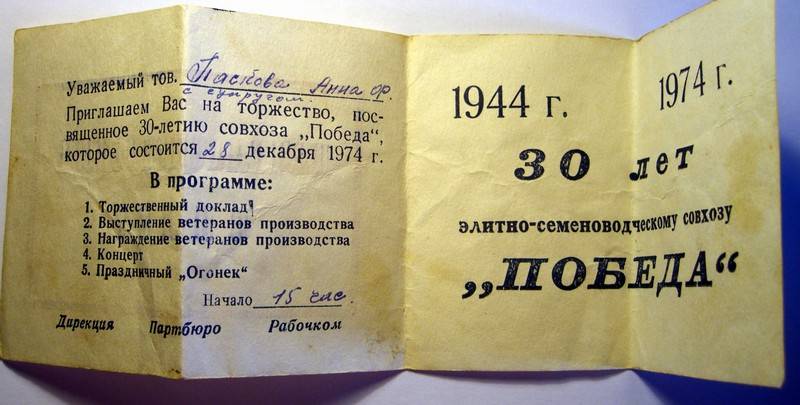 Уважаемый тов. Паскова Анна Ф.
с супругом.
Приглашаем Вас на торжество, пос-
вященное 30-летию совхоза „Победа“,
которое состоится 28 декабря 1974 г.
В программе:
1. Торжественный доклад
2. Выступление ветеранов производства
3. Награждение ветеранов производства
4. Концерт
5. Праздничный „Огонек“
Начало 15 час.
Дирекция Партбюро Рабочком
1944 г. 1974 г.
30 лет
элитно-семеноводческому совхозу
„ПОБЕДА“